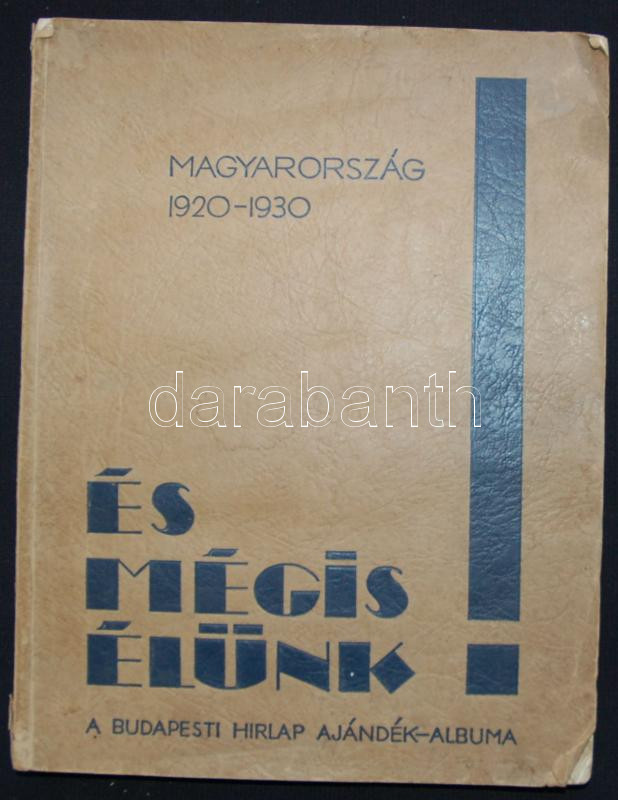 MAGYARORSZÁG
1920-1930
darabanth
ÉS
MÉGIS
ÉLÜNK!
A BUDAPESTI HIRLAP AJÁNDÉK-ALBUMA